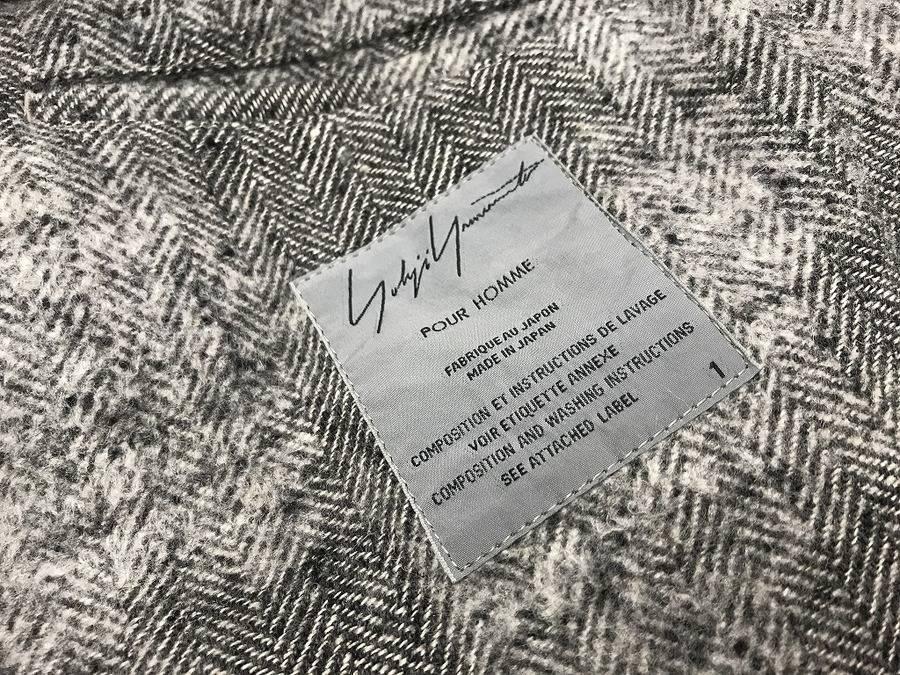 Yohji Yamamoto
POUR HOMME
FABRIQUE AU JAPON
MADE IN JAPAN
COMPOSITION ET INSTRUCTIONS DE LAVAGE
VOIR ETIQUETTE ANNEXE
COMPOSITION AND WASHING INSTRUCTIONS
SEE ATTACHED LABEL
1